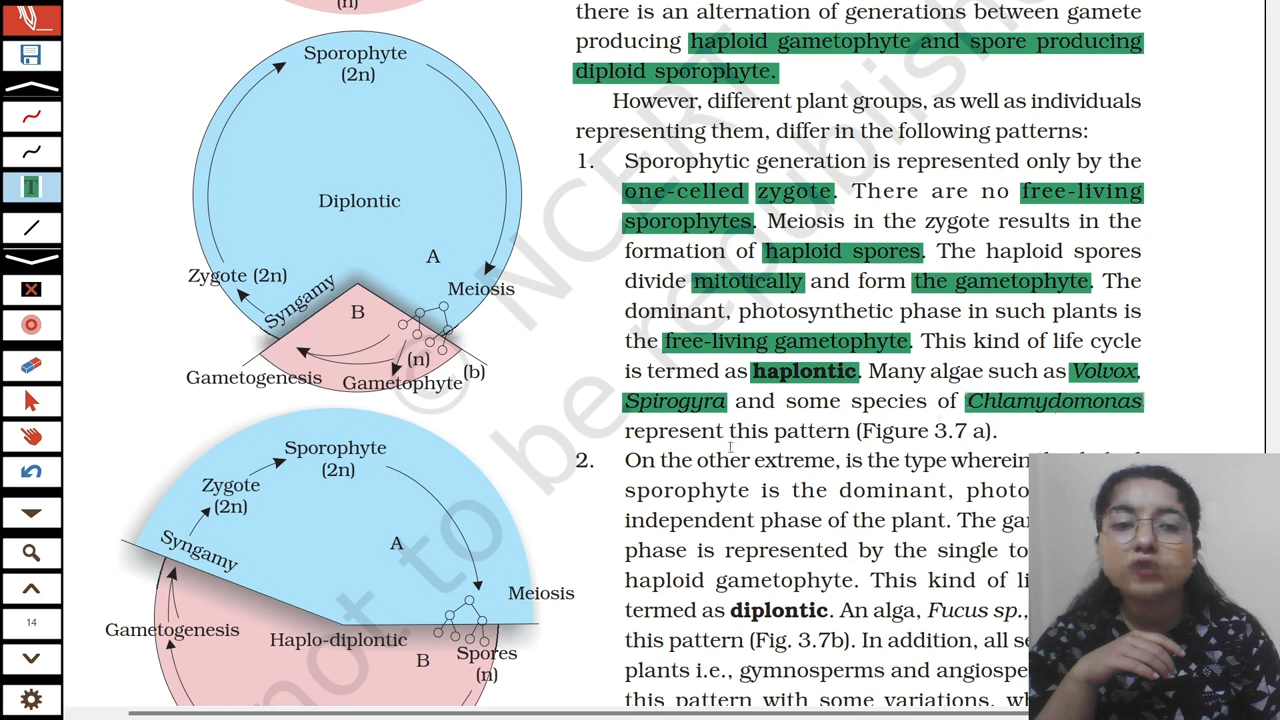 (n)
Sporophyte
(2n)
Diplontic
A
Zygote (2n)
Syngamy
Meiosis
B
(n)
Gametogenesis
Gametophyte
(b)
Sporophyte
(2n)
Zygote
(2n)
Syngamy
A
Meiosis
Gametogenesis
Haplo-diplontic
B
Spores
(n)
there is an alternation of generations between gamete
producing haploid gametophyte and spore producing
diploid sporophyte.
However, different plant groups, as well as individuals
representing them, differ in the following patterns:
1. Sporophytic generation is represented only by the
one-celled zygote. There are no free-living
sporophytes. Meiosis in the zygote results in the
formation of haploid spores. The haploid spores
divide mitotically and form the gametophyte. The
dominant, photosynthetic phase in such plants is
the free-living gametophyte. This kind of life cycle
is termed as haplontic. Many algae such as Volvox,
Spirogyra and some species of Chlamydomonas
represent this pattern (Figure 3.7 a).
2. On the other extreme, is the type wherein
sporophyte is the dominant,
independent phase of the plant. The
phase is represented by the single
haploid gametophyte. This kind of
termed as diplontic. An alga, Fucus sp.,
this pattern (Fig. 3.7b). In addition, all
plants i.e., gymnosperms and
this pattern with some variations,
© NCERT
not to be republished
T
14